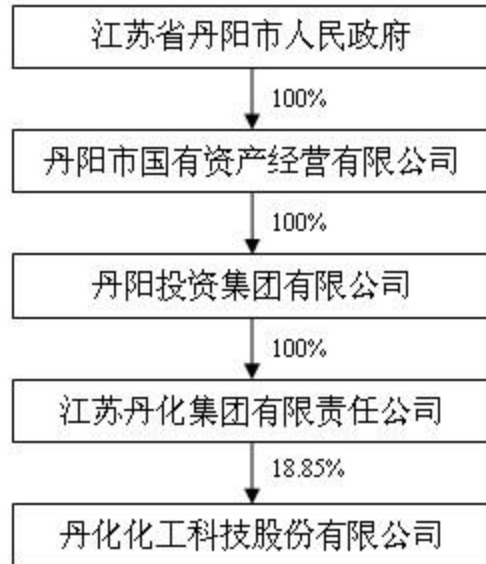 江苏省丹阳市人民政府
100%
丹阳市国有资产经营有限公司
100%
丹阳投资集团有限公司
100%
江苏丹化集团有限责任公司
18.85%
丹化化工科技股份有限公司